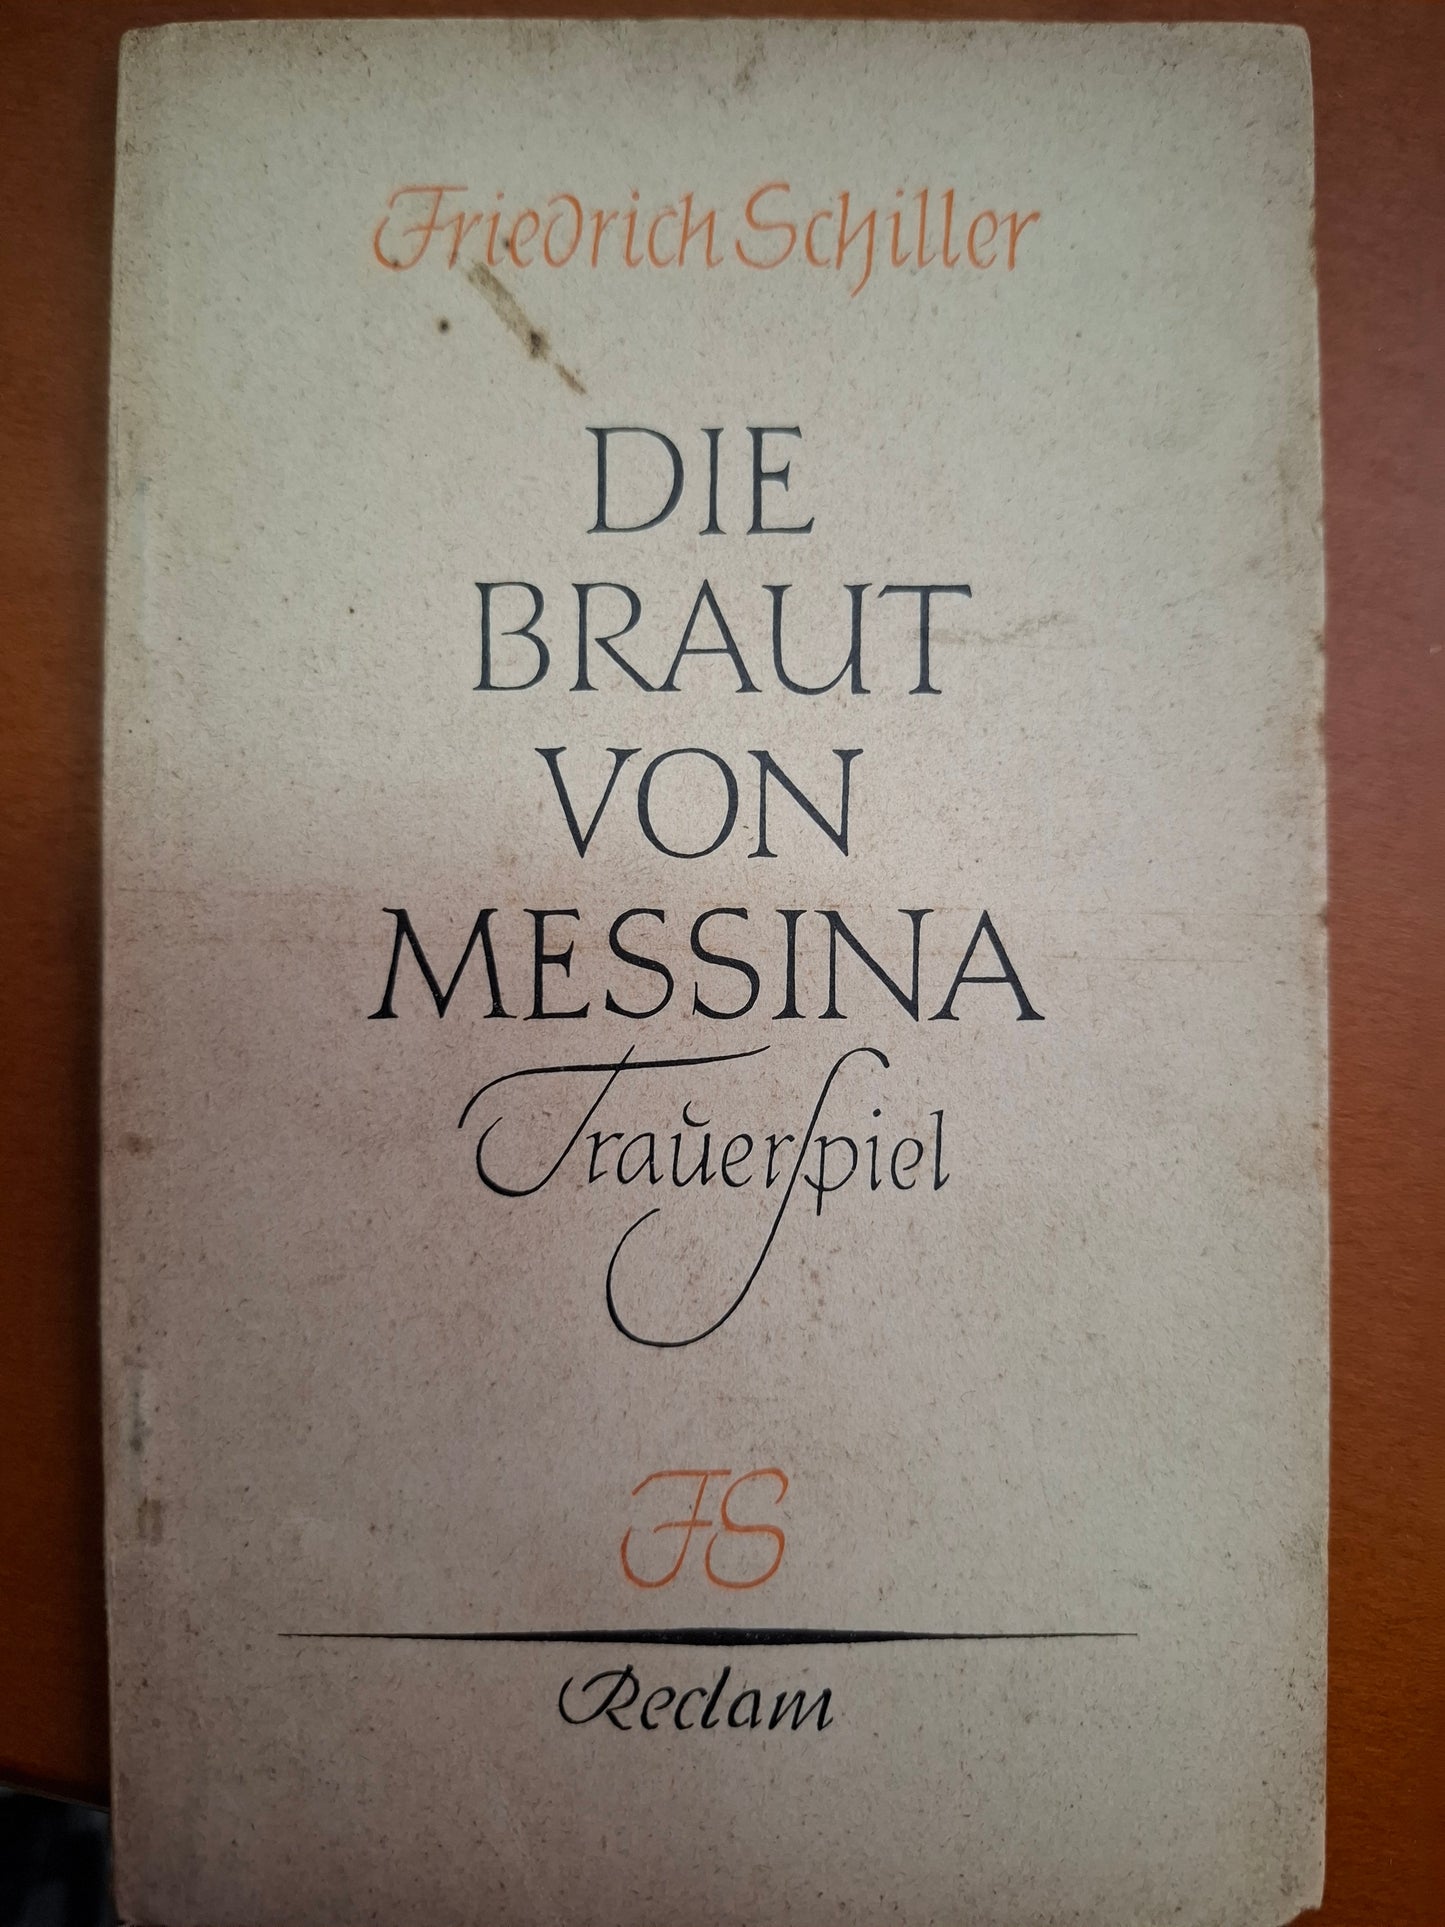 Friedrich Schiller
DIE
BRAUT
VON
MESSINA
Trauerspiel
FS
Reclam